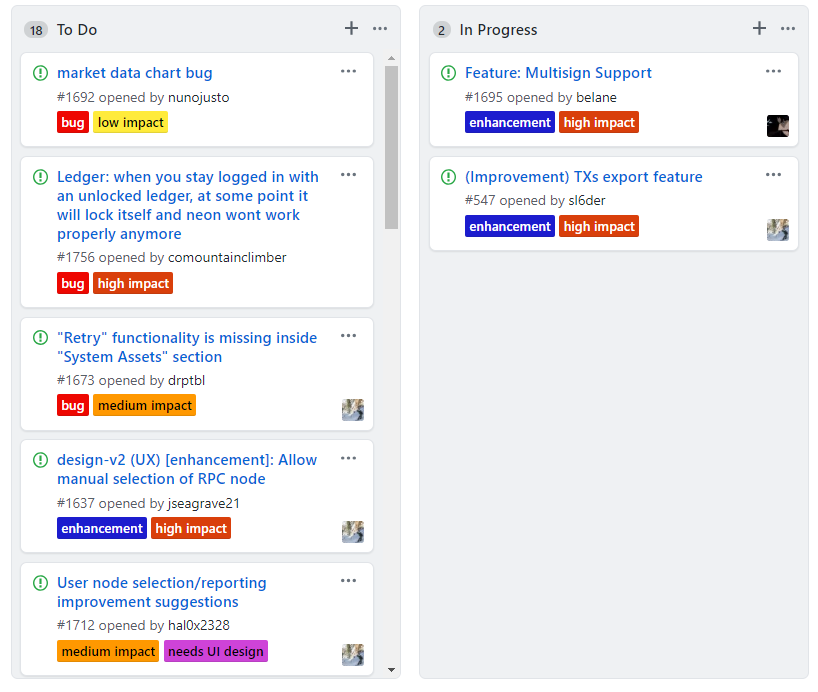 18 To Do
market data chart bug
#1692 opened by nunojusto
bug low impact
Ledger: when you stay logged in with
an unlocked ledger, at some point it
will lock itself and neon wont work
properly anymore
#1756 opened by comountainclimber
bug high impact
"Retry" functionality is missing inside
"System Assets" section
#1673 opened by drptbl
bug medium impact
design-v2 (UX) [enhancement]: Allow
manual selection of RPC node
#1637 opened by jseagrave21
enhancement high impact
User node selection/reporting
improvement suggestions
#1712 opened by hal0x2328
medium impact needs UI design
2 In Progress
Feature: Multisign Support
#1695 opened by belane
enhancement high impact
(Improvement) TXs export feature
#547 opened by sl6der
enhancement high impact